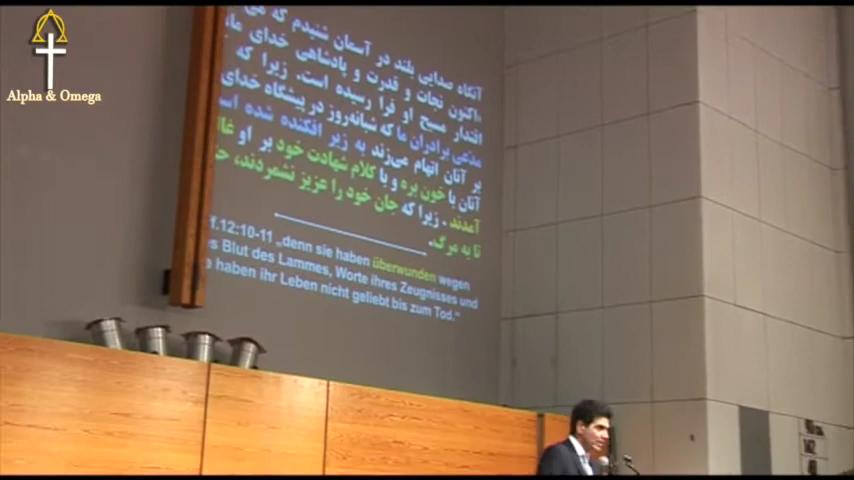 Alpha & Omega
آنگاه صدایی بلند در آسمان شنیدم که می
اکنون نجات و قدرت و پادشاهی خدای ما،
اقتدار مسیح او فرا رسیده است. زیرا که
مدعی برادران ما که شبانه‌روز در پیشگاه خدای
بر آنان اتهام می‌زند به زیر افکنده شده
آنان با خون بره و با کلام شهادت خود بر او
آمدند. زیرا که جان خود را عزیز نشمردند،
تا به مرگ.
12:10-11 „denn sie haben überwunden wegen
Blut des Lammes, Worte ihres Zeugnisses und
haben ihr Leben nicht geliebt bis zum Tod."